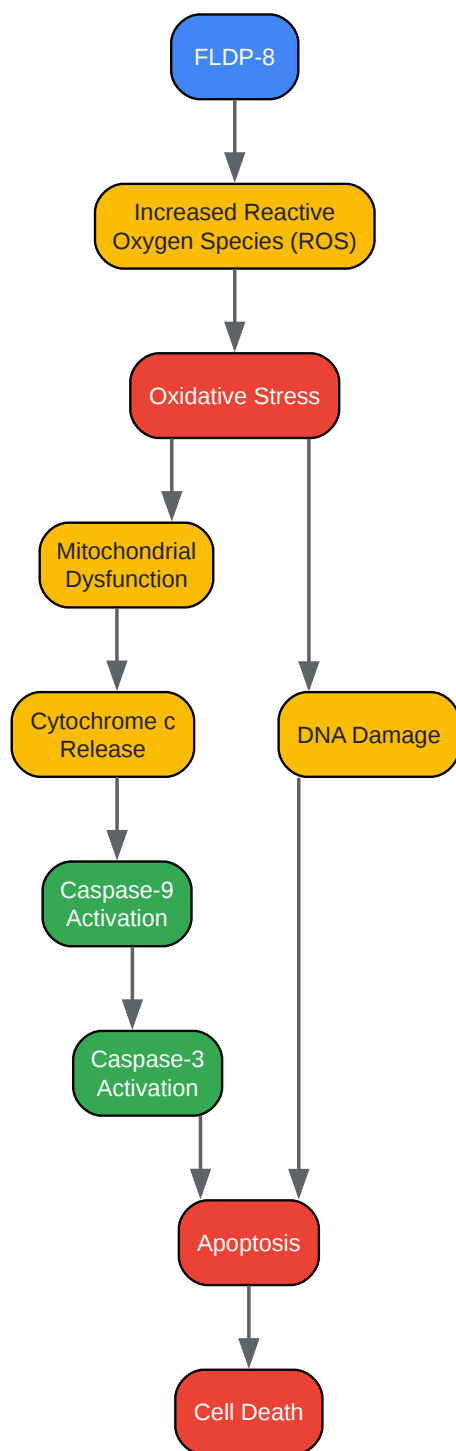 FLDP-8
Increased Reactive
Oxygen Species (ROS)
Oxidative Stress
Mitochondrial
Dysfunction
Cytochrome c
Release
DNA Damage
Caspase-9
Activation
Caspase-3
Activation
Apoptosis
Cell Death